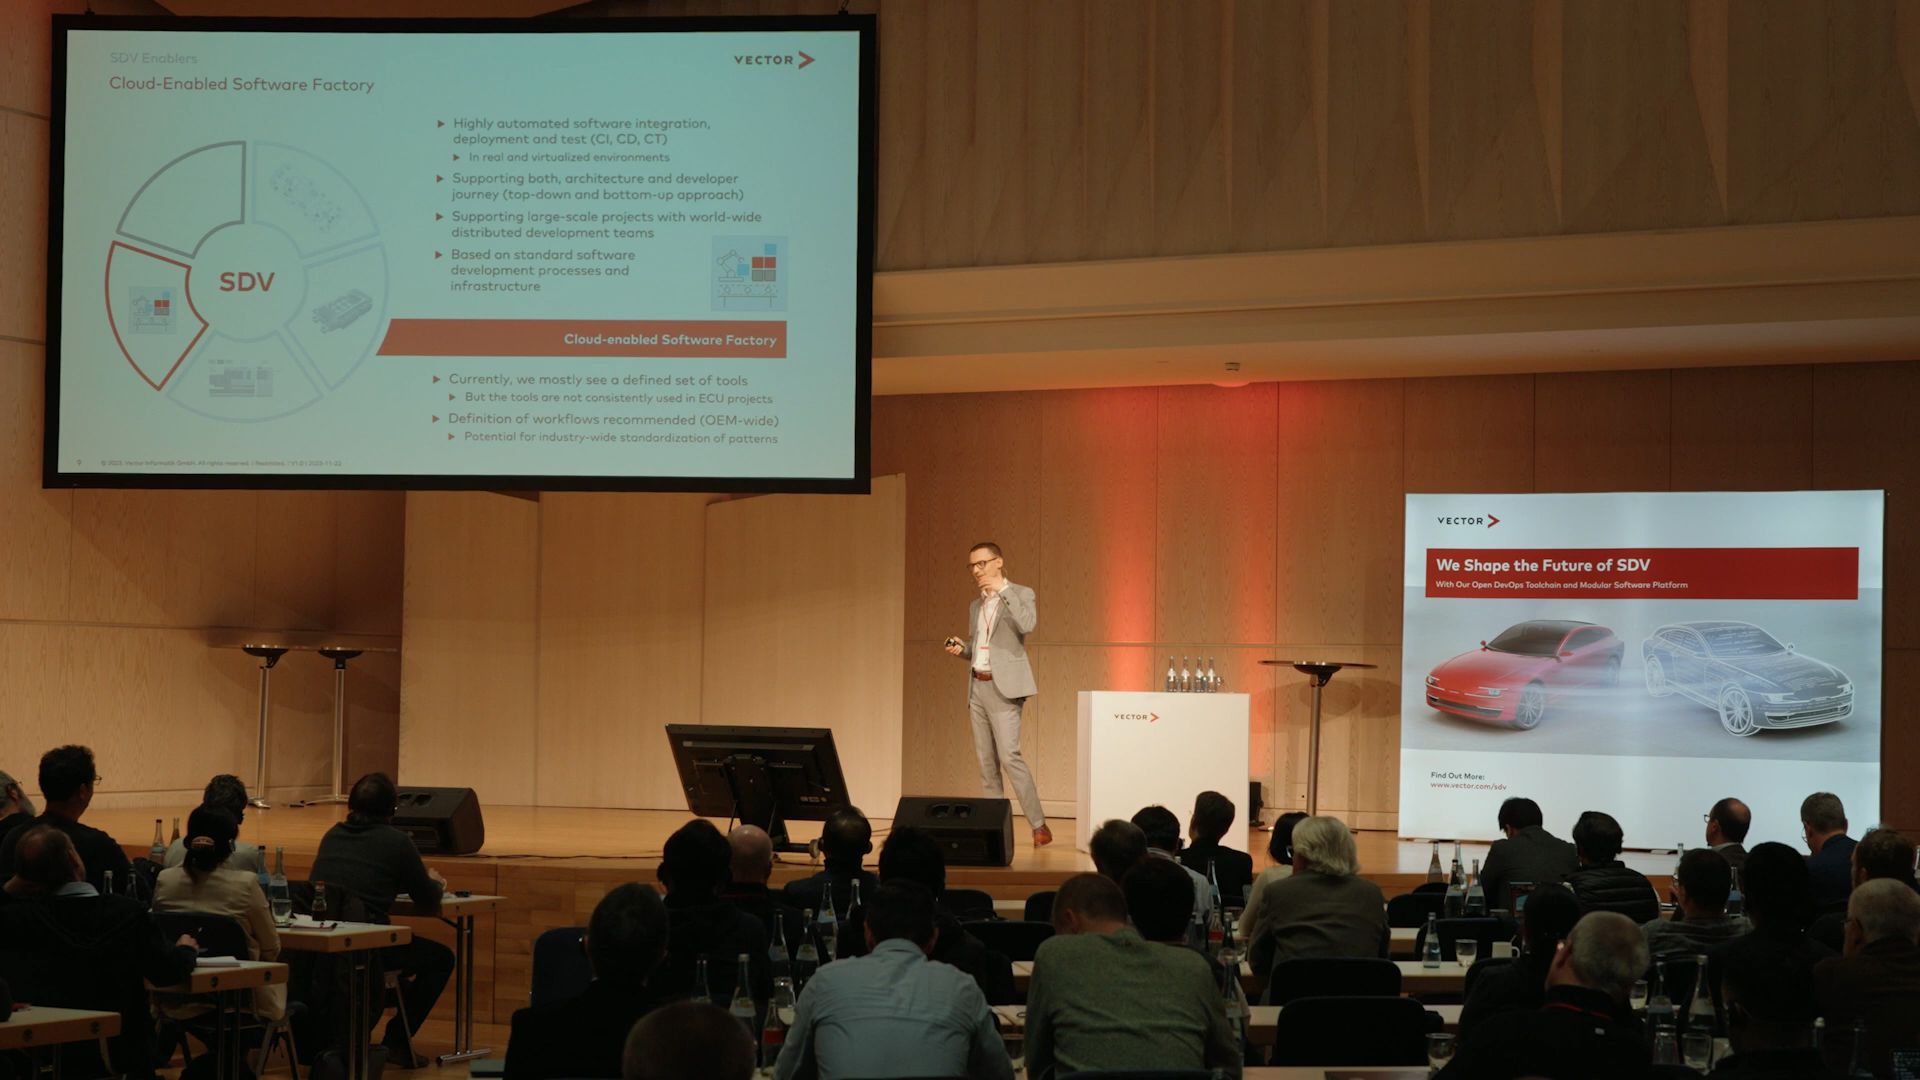 SDV Enablers
Cloud-Enabled Software Factory
VECTOR
SDV
Highly automated software integration,
deployment and test (CI, CD, CT)
In real and virtualized environments
Supporting both, architecture and developer
journey (top-down and bottom-up approach)
Supporting large-scale projects with world-wide
distributed development teams
Based on standard software
development processes and
infrastructure
Cloud-enabled Software Factory
Currently, we mostly see a defined set of tools
But the tools are not consistently used in ECU projects
Definition of workflows recommended (OEM-wide)
Potential for industry-wide standardization of patterns
VECTOR
VECTOR
We Shape the Future of SDV
With Our Open DevOps Toolchain and Modular Software Platform
Find Out More:
www.vector.com/sdv